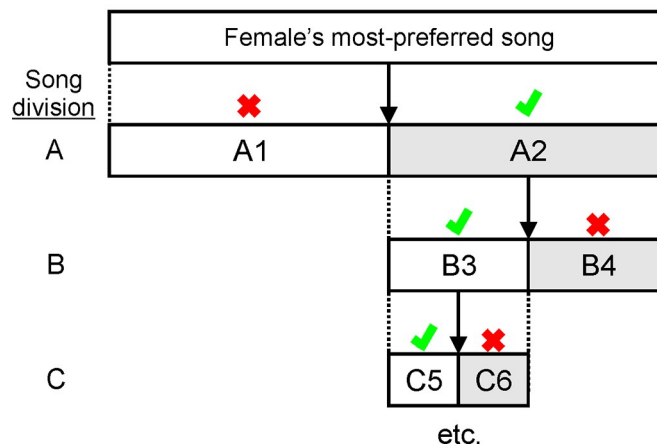 Female's most-preferred song
Song
division
A
A1
A2
B
B3
B4
C
C5
C6
etc.